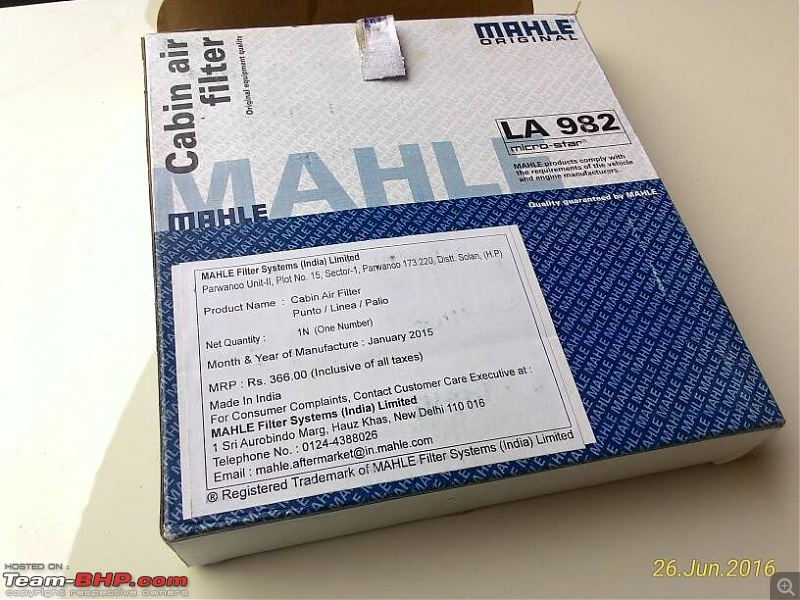 MAHLE
ORIGINAL
Cabin air
filter
Original equipment quality
LA 982
micro-star®
MAHLE products comply with
the requirements of the vehicle
and engine manufacturers.
MAHLE
Quality guaranteed by MAHLE
MAHLE
MAHLE Filter Systems (India) Limited
Parwanoo Unit-II, Plot No. 15, Sector-1, Parwanoo 173 220, Distt. Solan, (H.P)
Product Name : Cabin Air Filter
Punto / Linea / Palio
Net Quantity : 1N (One Number)
Month & Year of Manufacture : January 2015
MRP : Rs. 366.00 (Inclusive of all taxes)
Made In India
For Consumer Complaints, Contact Customer Care Executive at :
MAHLE Filter Systems (India) Limited
1 Sri Aurobindo Marg, Hauz Khas, New Delhi 110 016
Telephone No. : 0124-4388026
Email : mahle.aftermarket@in.mahle.com
® Registered Trademark of MAHLE Filter Systems (India) Limited
26.Jun.2016
HOSTED ON :
Team-BHP.com
copyright respective owners